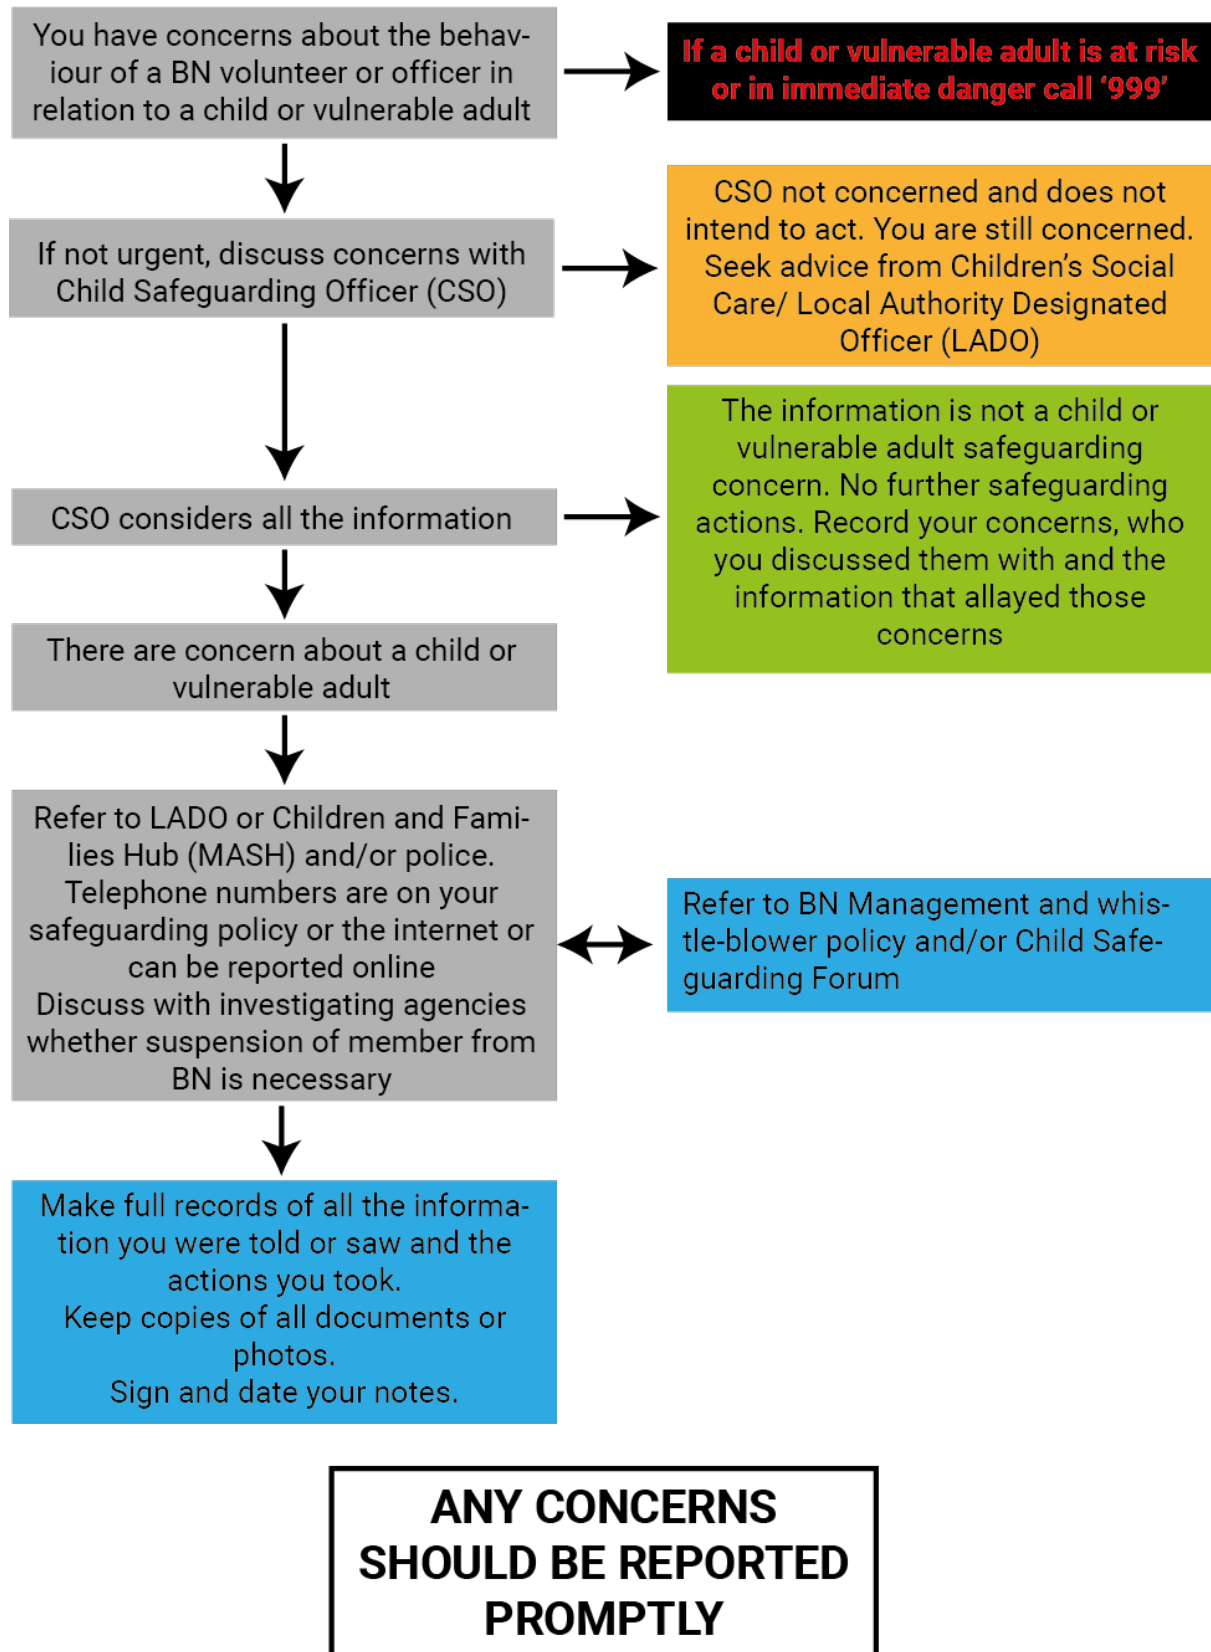 You have concerns about the behav-
iour of a BN volunteer or officer in
relation to a child or vulnerable adult
If a child or vulnerable adult is at risk
or in immediate danger call ‘999’
If not urgent, discuss concerns with
Child Safeguarding Officer (CSO)
CSO not concerned and does not
intend to act. You are still concerned.
Seek advice from Children’s Social
Care/ Local Authority Designated
Officer (LADO)
CSO considers all the information
The information is not a child or
vulnerable adult safeguarding
concern. No further safeguarding
actions. Record your concerns, who
you discussed them with and the
information that allayed those
concerns
There are concern about a child or
vulnerable adult
Refer to LADO or Children and Fami-
lies Hub (MASH) and/or police.
Telephone numbers are on your
safeguarding policy or the internet or
can be reported online
Discuss with investigating agencies
whether suspension of member from
BN is necessary
Refer to BN Management and whis-
tle-blower policy and/or Child Safe-
guarding Forum
Make full records of all the informa-
tion you were told or saw and the
actions you took.
Keep copies of all documents or
photos.
Sign and date your notes.
ANY CONCERNS
SHOULD BE REPORTED
PROMPTLY